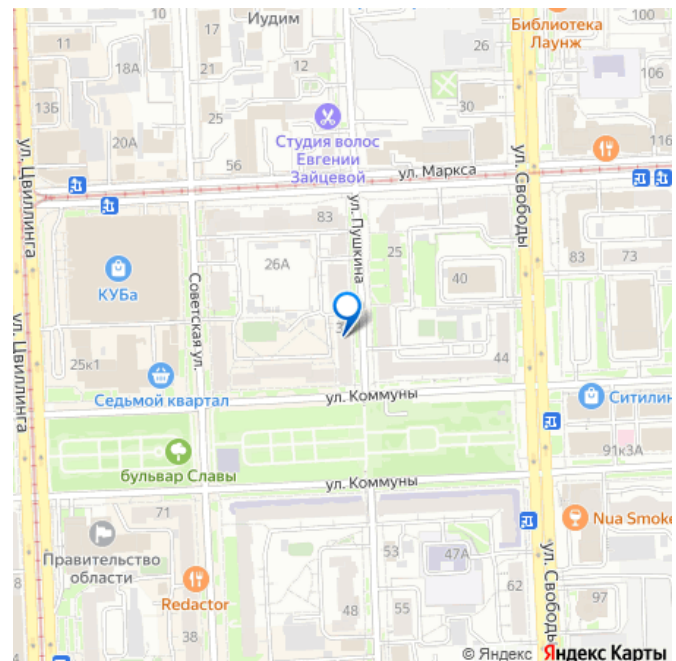 Иудим
17
Библиотека
Лаунж
11
26
18А
21
12
106
13Б
25
30
Студия волос
Евгении
Зайцевой
20А
116
56
ул. Маркса
ул. Цвиллинга
ул. Свободы
83
ул. Пушкина
25
26А
83
73
40
КУБа
Советская ул.
ул. Цвиллинга
25к1
44
Седьмой квартал
ул. Коммуны
Ситилин
бульвар Славы
91к3А
ул. Коммуны
71
Nua Smoke
Правительство
области
53
47А
ул. Свободы
62
Redactor
48
55
97
38
© Яндекс Яндекс Карты